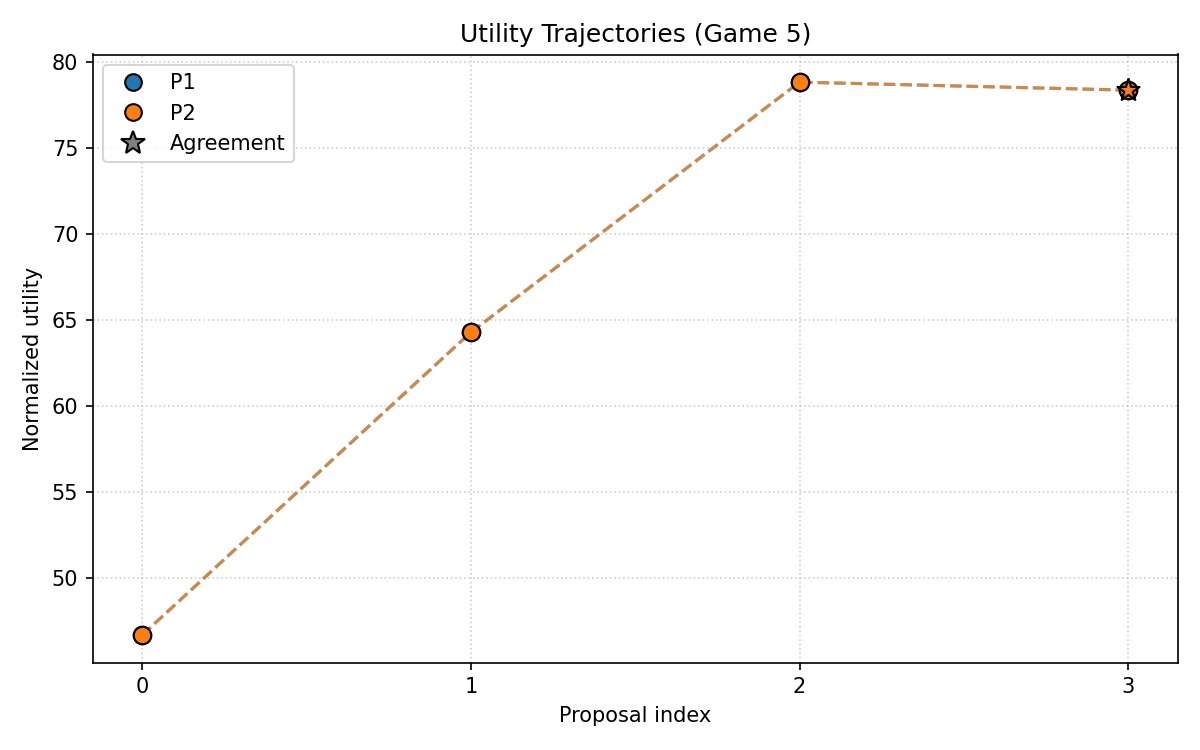 Utility Trajectories (Game 5)
P1
P2
Agreement
Normalized utility
80
75
70
65
60
55
50
0
1
2
3
Proposal index